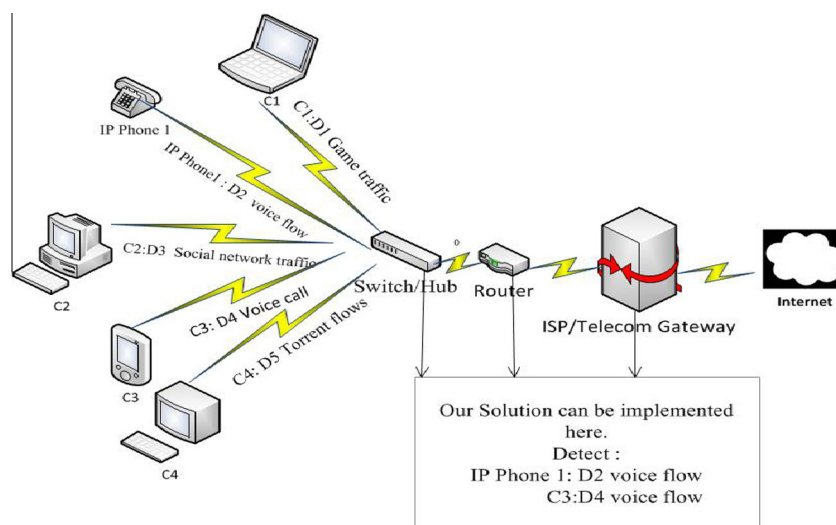 C1
C1:D1 Game traffic
IP Phone 1
IP Phone1 : D2 voice flow
C2:D3 Social network traffic
C2
C3: D4 Voice call
C3
C4: D5 Torrent flows
C4
0
Switch/Hub
Router
ISP/Telecom Gateway
Internet
Our Solution can be implemented
here.
Detect :
IP Phone 1: D2 voice flow
C3:D4 voice flow